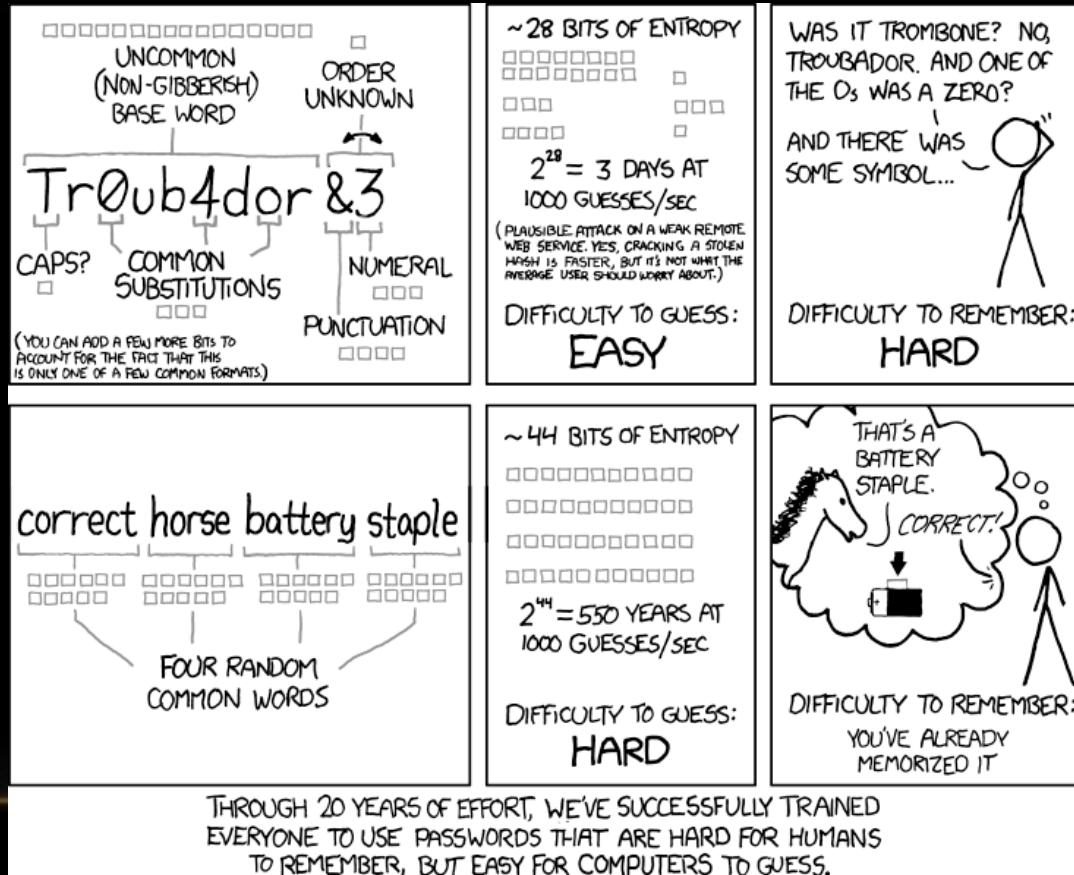 UNCOMMON
(NON-GIBBERISH)
BASE WORD
ORDER
UNKNOWN
Tr0ub4dor &3
CAPS?
COMMON
SUBSTITUTIONS
NUMERAL
PUNCTUATION
(YOU CAN ADD A FEW MORE BITS TO
ACCOUNT FOR THE FACT THAT THIS
IS ONLY ONE OF A FEW COMMON FORMATS.)
~28 BITS OF ENTROPY
2²⁸ = 3 DAYS AT
1000 GUESSES/SEC
(PLAUSIBLE ATTACK ON A WEAK REMOTE
WEB SERVICE. YES, CRACKING A STOLEN
HASH IS FASTER, BUT IT'S NOT WHAT THE
AVERAGE USER SHOULD WORRY ABOUT.)
DIFFICULTY TO GUESS:
EASY
WAS IT TROMBONE? NO,
TROUBADOR. AND ONE OF
THE Os WAS A ZERO?
AND THERE WAS
SOME SYMBOL...
DIFFICULTY TO REMEMBER:
HARD
correct horse battery staple
FOUR RANDOM
COMMON WORDS
~44 BITS OF ENTROPY
2⁴⁴ = 550 YEARS AT
1000 GUESSES/SEC
DIFFICULTY TO GUESS:
HARD
THAT'S A
BATTERY
STAPLE.
CORRECT!
DIFFICULTY TO REMEMBER:
YOU'VE ALREADY
MEMORIZED IT
THROUGH 20 YEARS OF EFFORT, WE'VE SUCCESSFULLY TRAINED
EVERYONE TO USE PASSWORDS THAT ARE HARD FOR HUMANS
TO REMEMBER, BUT EASY FOR COMPUTERS TO GUESS.